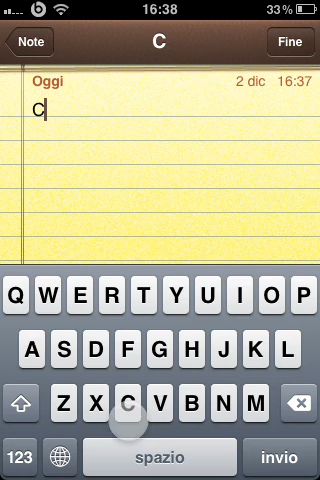 16:38 33%
Note C Fine
Oggi 2 dic 16:37
C
Q W E R T Y U I O P
A S D F G H J K L
Z X C V B N M
123 spazio invio